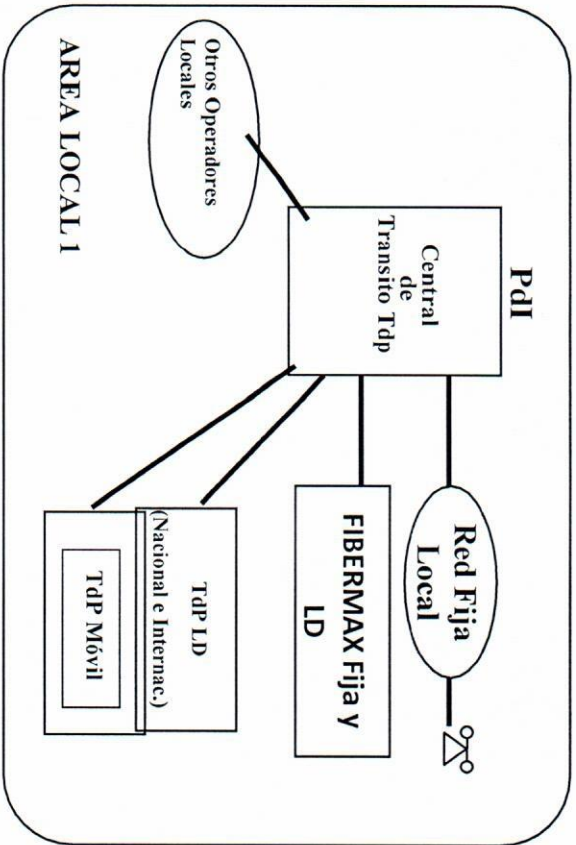 PdI
Central
de
Transito Tdp
Red Fija
Local
FIBERMAX Fija y
LD
TdP LD
(Nacional e Internac.)
TdP Móvil
Otros Operadores
Locales
AREA LOCAL 1